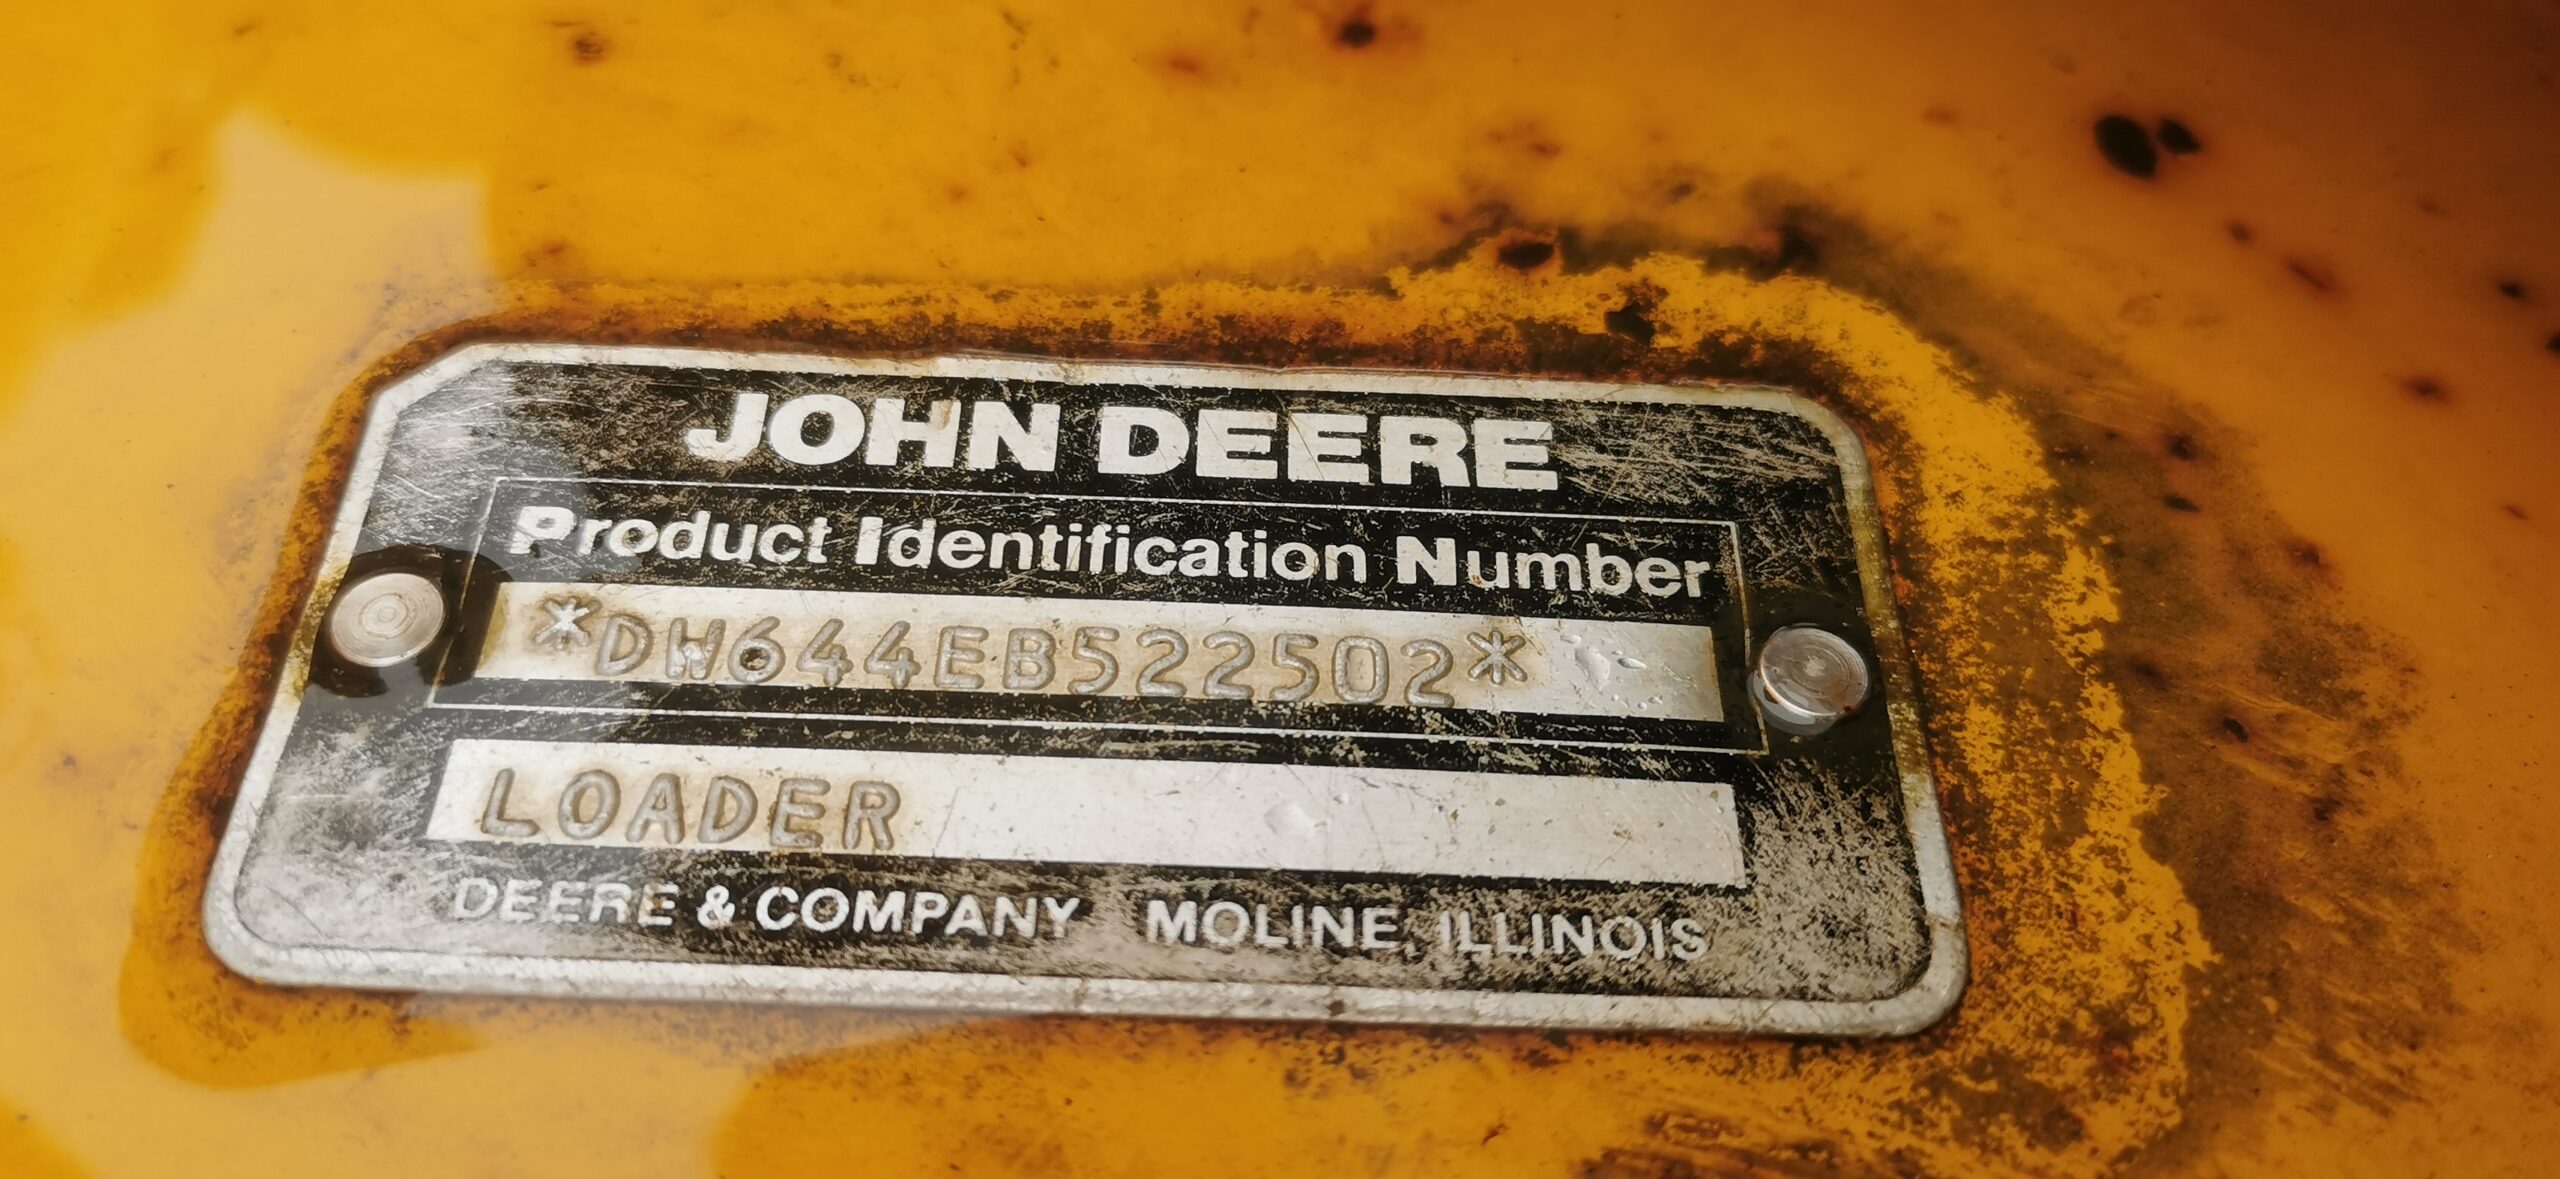 JOHN DEERE
Product Identification Number
*DW644EB522502*
LOADER
DEERE & COMPANY MOLINE, ILLINOIS